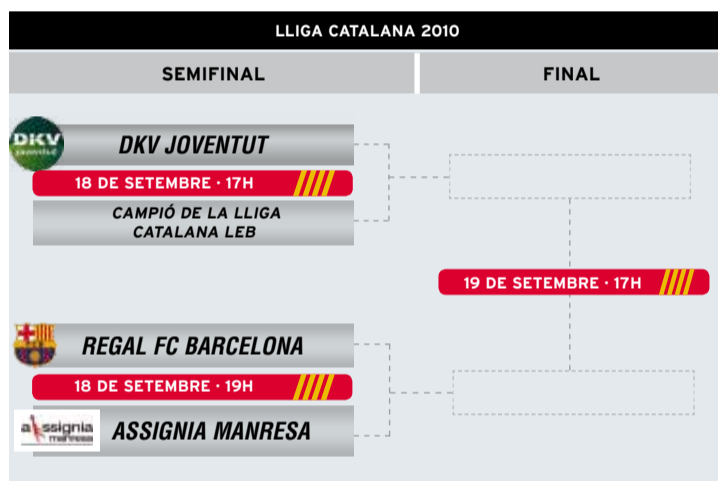 LLIGA CATALANA 2010
SEMIFINAL
FINAL
DKV
joventut
DKV JOVENTUT
18 DE SETEMBRE · 17H
CAMPIÓ DE LA LLIGA
CATALANA LEB
19 DE SETEMBRE · 17H
REGAL FC BARCELONA
18 DE SETEMBRE · 19H
assignia
manresa
ASSIGNIA MANRESA